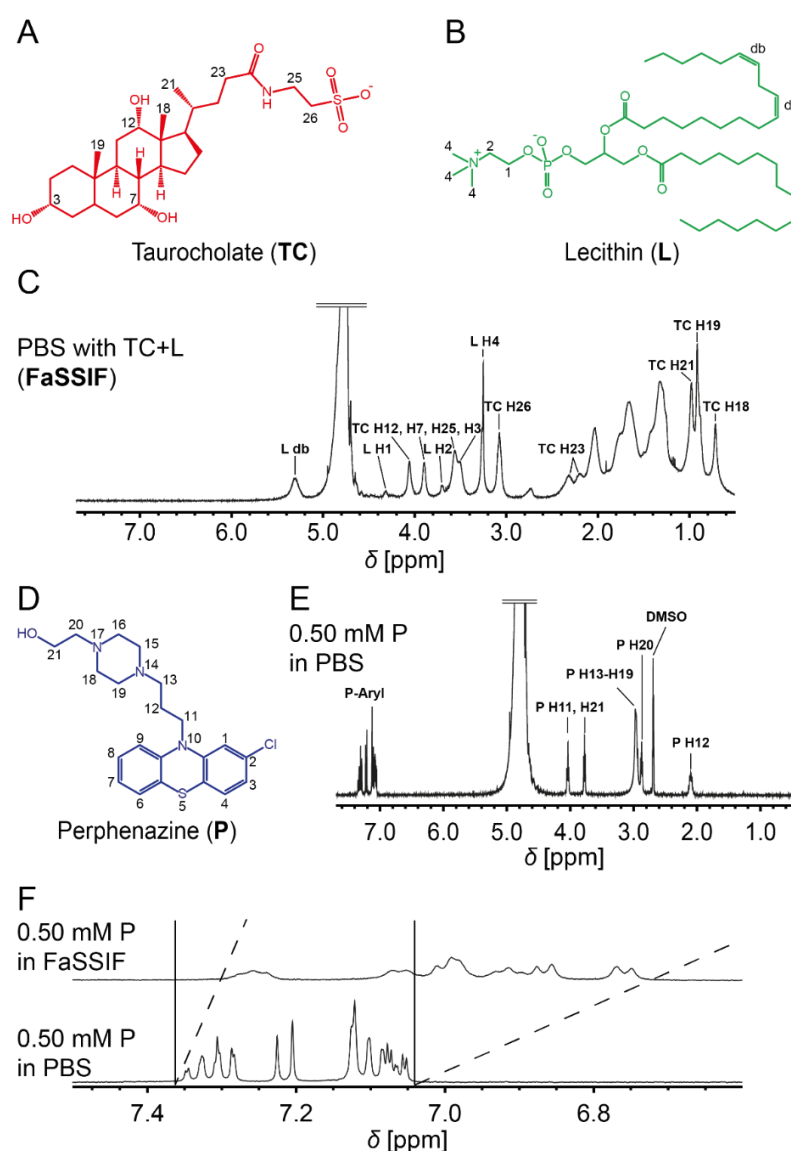 A
O
21
23
25
N
H
S
O
O
O
-
26
OH
12
18
19
H
H
H
3
7
HO
OH
Taurocholate (TC)
B
db
d
O
O
4
2
-O
O
O
N+
O
P
O
O
4
4
1
O
O
Lecithin (L)
C
PBS with TC+L
(FaSSIF)
L db
TC H12, H7, H25, H3
L H1
L H2
L H4
TC H26
TC H23
TC H21
TC H19
TC H18
7.0 6.0 5.0 4.0 3.0 2.0 1.0
δ [ppm]
D
HO
20
21
17
N
16
15
18
19
14
N
13
12
11
10
N
9
8
7
6
5
S
1
2
3
4
Cl
Perphenazine (P)
E
0.50 mM P
in PBS
P-Aryl
P H11, H21
P H13-H19
P H20
DMSO
P H12
7.0 6.0 5.0 4.0 3.0 2.0 1.0
δ [ppm]
F
0.50 mM P
in FaSSIF
0.50 mM P
in PBS
7.4 7.2 7.0 6.8
δ [ppm]